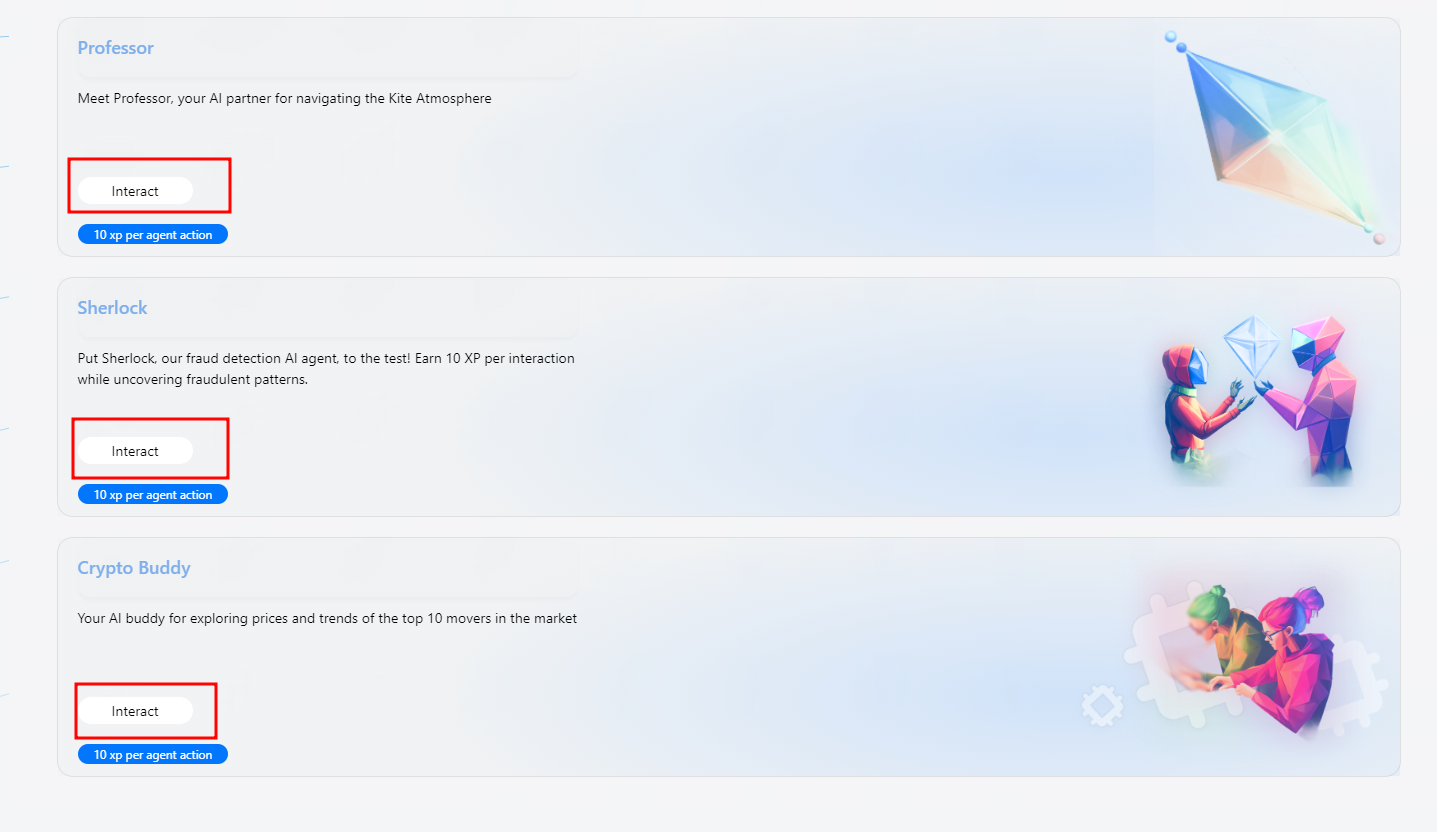 Professor
Meet Professor, your AI partner for navigating the Kite Atmosphere
Interact
10 xp per agent action
Sherlock
Put Sherlock, our fraud detection AI agent, to the test! Earn 10 XP per interaction
while uncovering fraudulent patterns.
Interact
10 xp per agent action
Crypto Buddy
Your AI buddy for exploring prices and trends of the top 10 movers in the market
Interact
10 xp per agent action